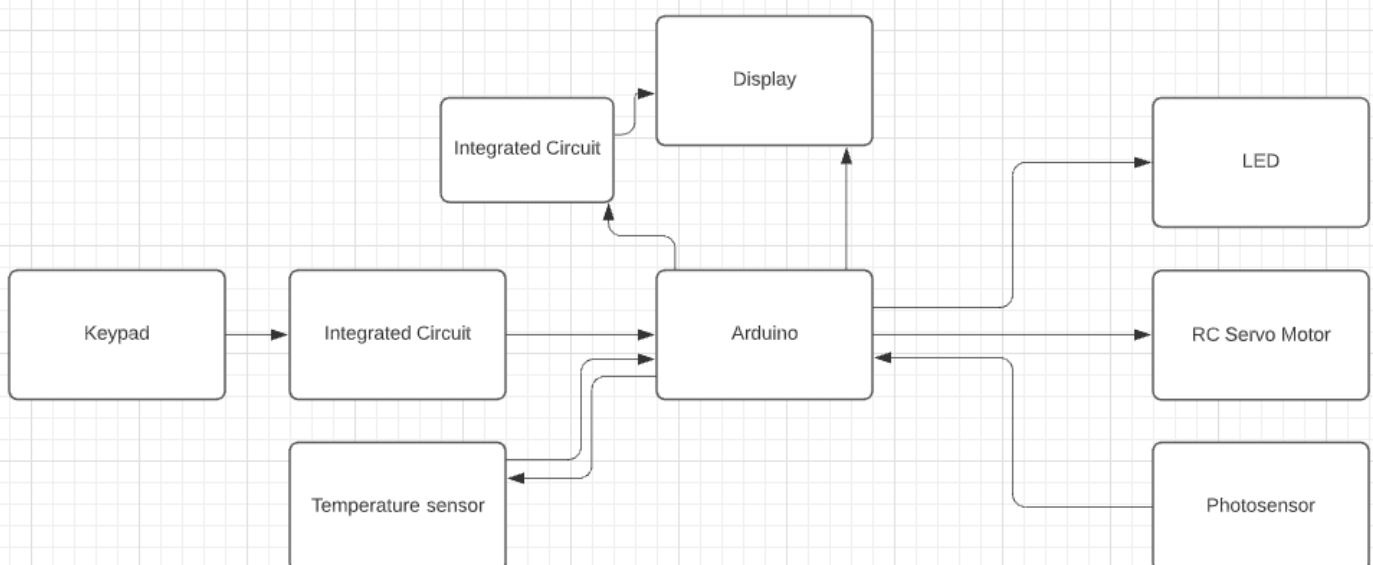 Display
Integrated Circuit
LED
Keypad
Integrated Circuit
Arduino
RC Servo Motor
Temperature sensor
Photosensor